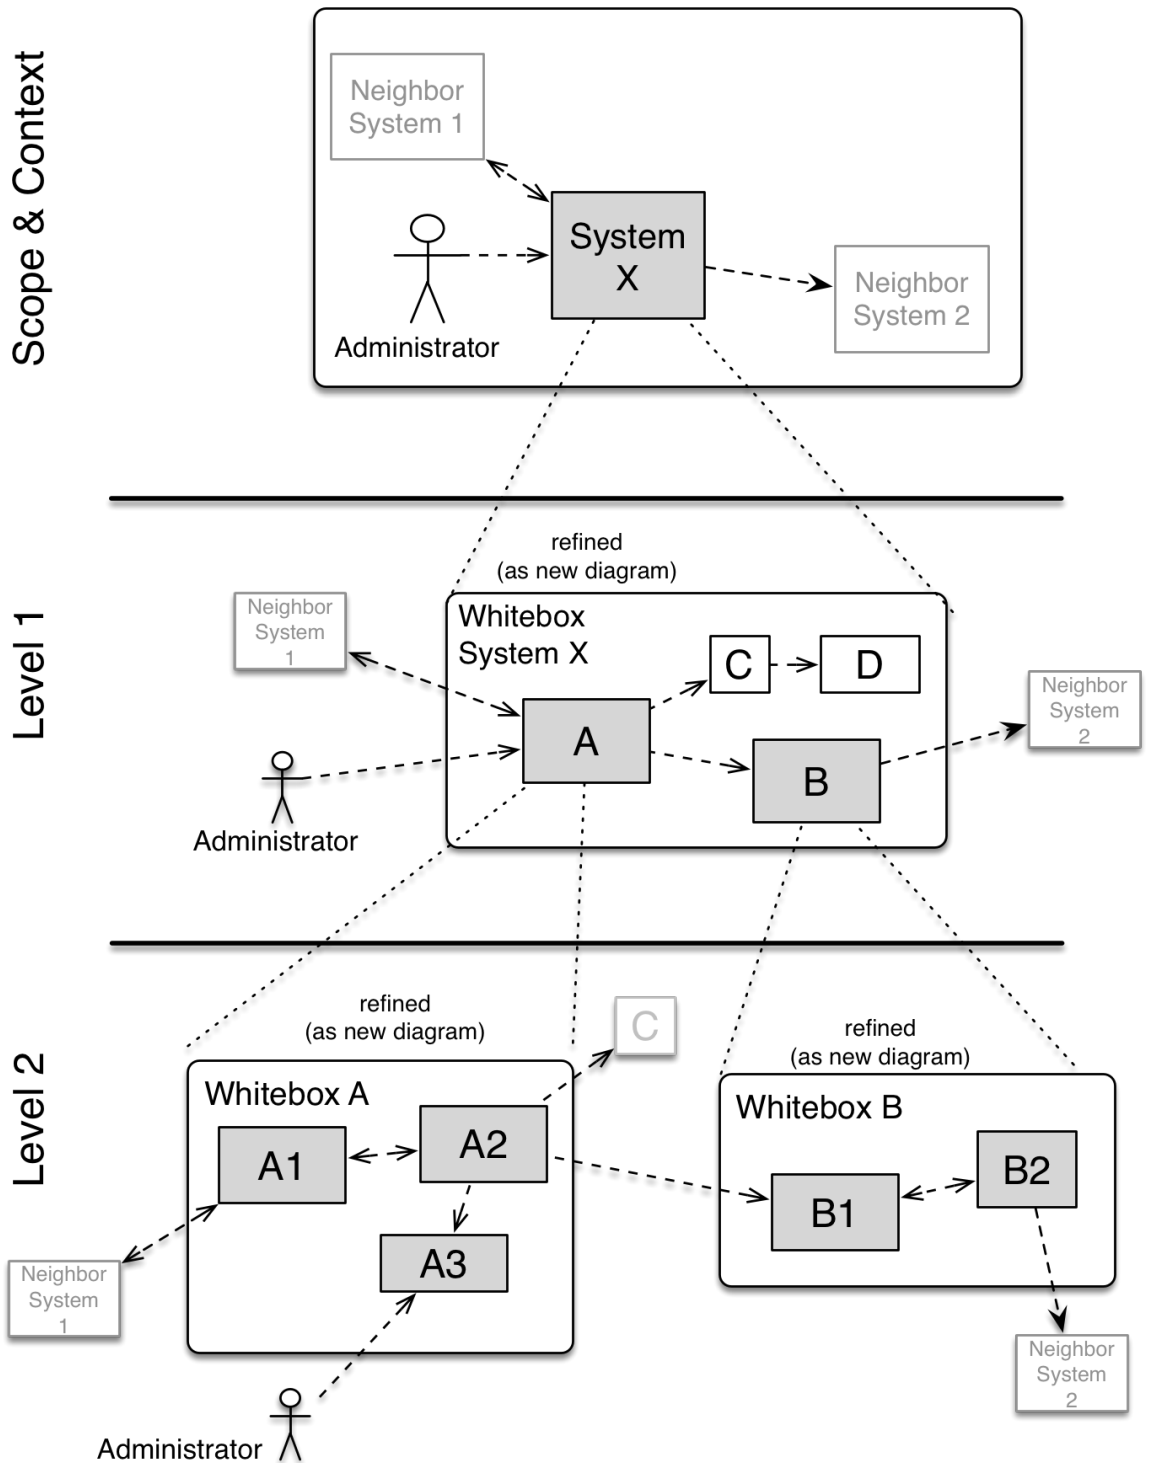 Scope & Context
Neighbor
System 1
System
X
Neighbor
System 2
Administrator
Level 1
refined
(as new diagram)
Neighbor
System
1
Whitebox
System X
C
D
A
B
Neighbor
System
2
Administrator
Level 2
refined
(as new diagram)
C
refined
(as new diagram)
Whitebox A
A1
A2
A3
Whitebox B
B1
B2
Neighbor
System
1
Neighbor
System
2
Administrator